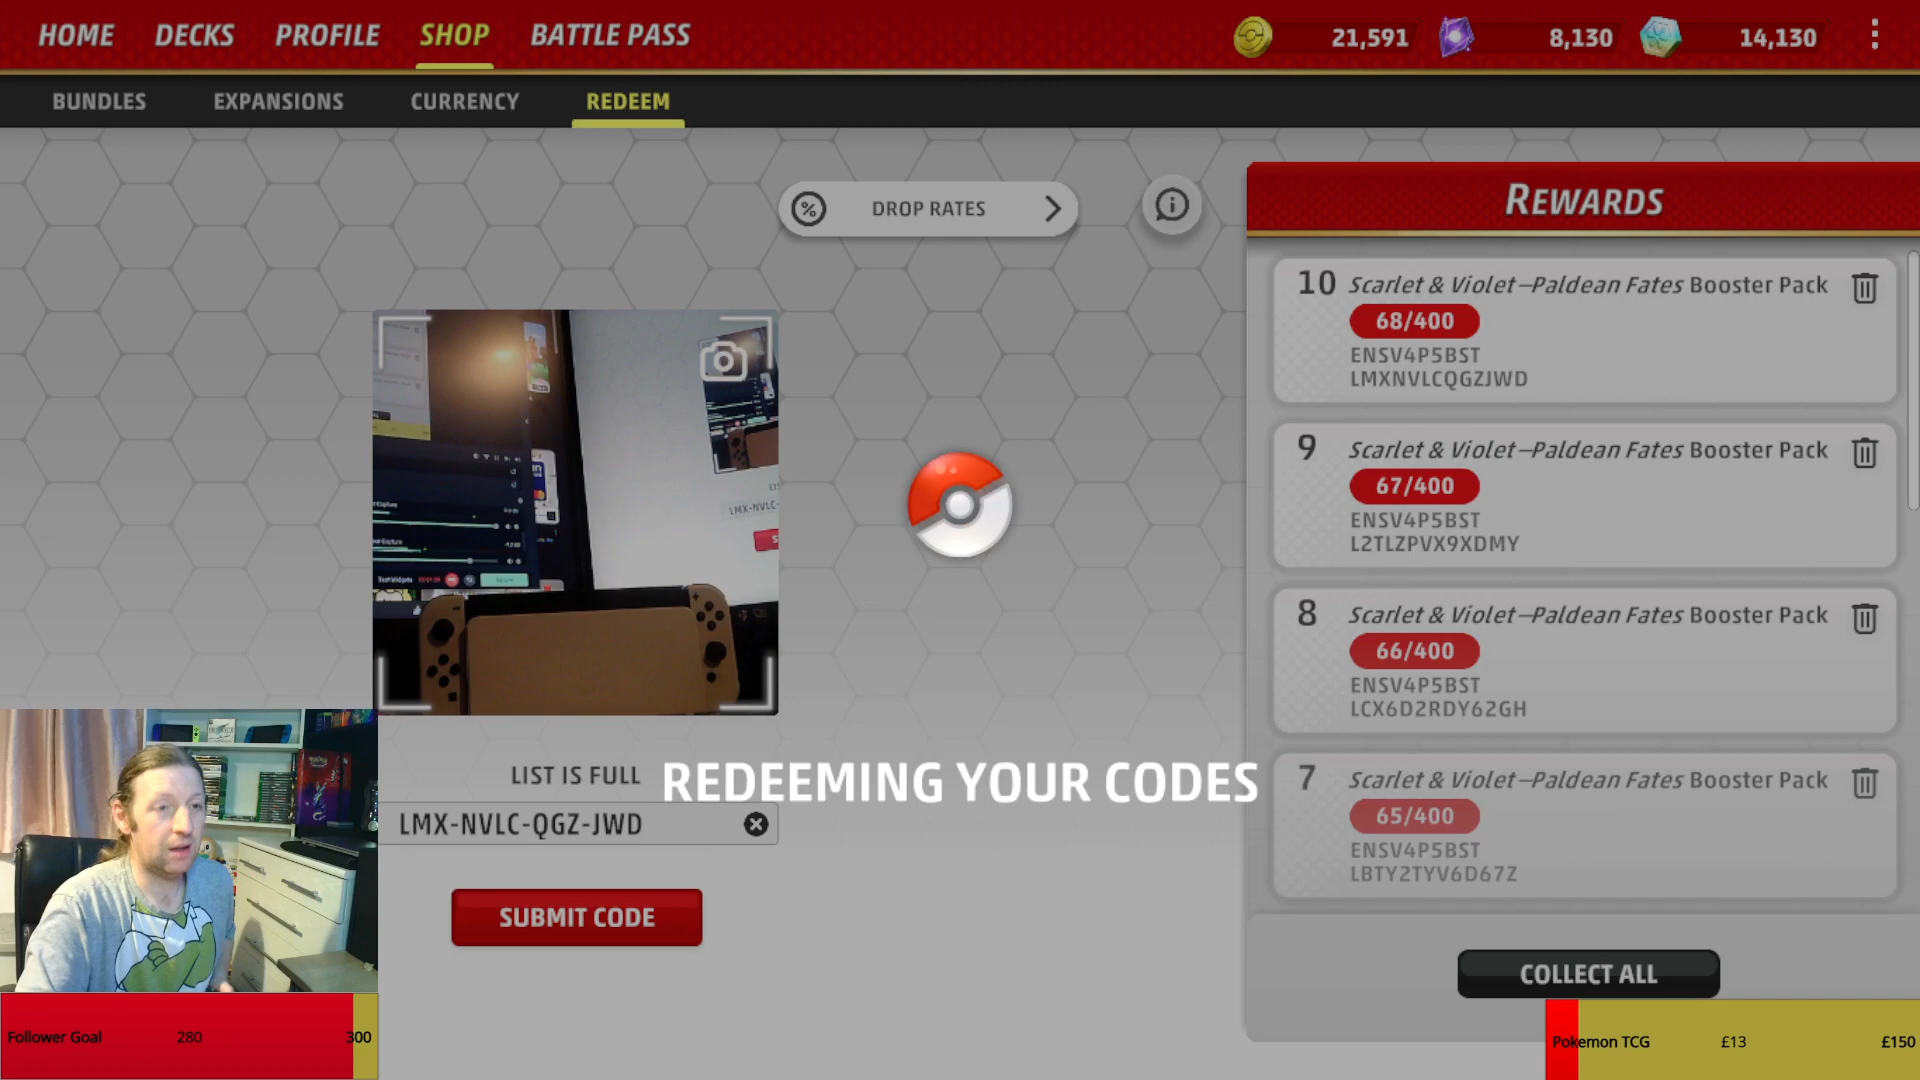 HOME DECKS PROFILE SHOP BATTLE PASS 21,591 8,130 14,130
BUNDLES EXPANSIONS CURRENCY REDEEM
DROP RATES
REWARDS
10 Scarlet & Violet—Paldean Fates Booster Pack
68/400
ENSV4P5BST
LMXNVLCQGZJWD
9 Scarlet & Violet—Paldean Fates Booster Pack
67/400
ENSV4P5BST
L2TLZPVX9XDMY
8 Scarlet & Violet—Paldean Fates Booster Pack
66/400
ENSV4P5BST
LCX6D2RDY62GH
7 Scarlet & Violet—Paldean Fates Booster Pack
65/400
ENSV4P5BST
LBTY2TYV6D67Z
LMX-NVLC-
LIST IS FULL
REDEEMING YOUR CODES
LMX-NVLC-QGZ-JWD
SUBMIT CODE
COLLECT ALL
Follower Goal 280 300
Pokemon TCG £13 £150